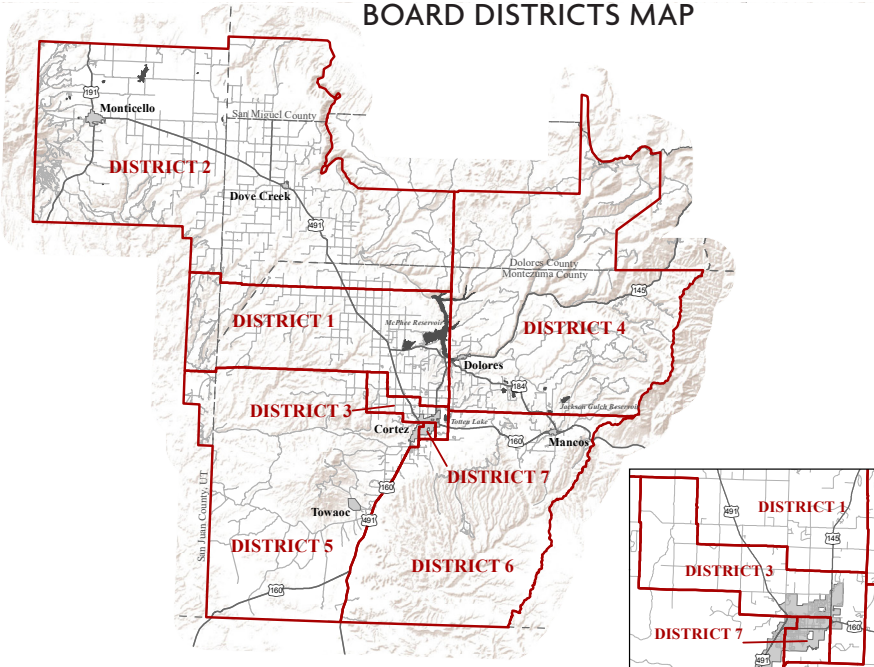 BOARD DISTRICTS MAP
191
Monticello
San Miguel County
DISTRICT 2
Dove Creek
491
Dolores County
Montezuma County
145
DISTRICT 1
McPhee Reservoir
DISTRICT 4
Dolores
184
DISTRICT 3
Jackson Gulch Reservoir
Totten Lake
Cortez
160
Mancos
DISTRICT 7
160
San Juan County, UT
Towaoc
491
DISTRICT 5
DISTRICT 6
160
491
DISTRICT 1
145
DISTRICT 3
160
DISTRICT 7
491